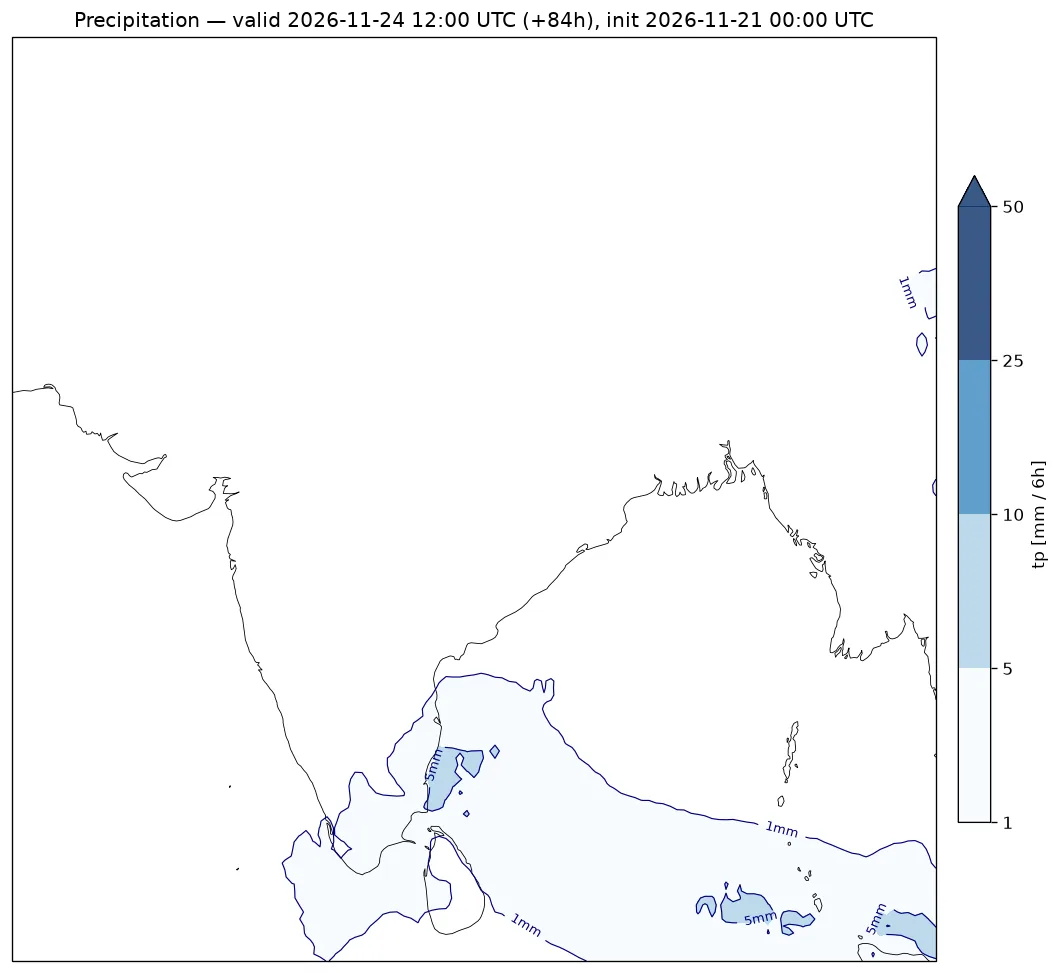 Precipitation — valid 2026-11-24 12:00 UTC (+84h), init 2026-11-21 00:00 UTC
50
25
10
5
1
tp [mm / 6h]
1mm
5mm
1mm
5mm
5mm
1mm